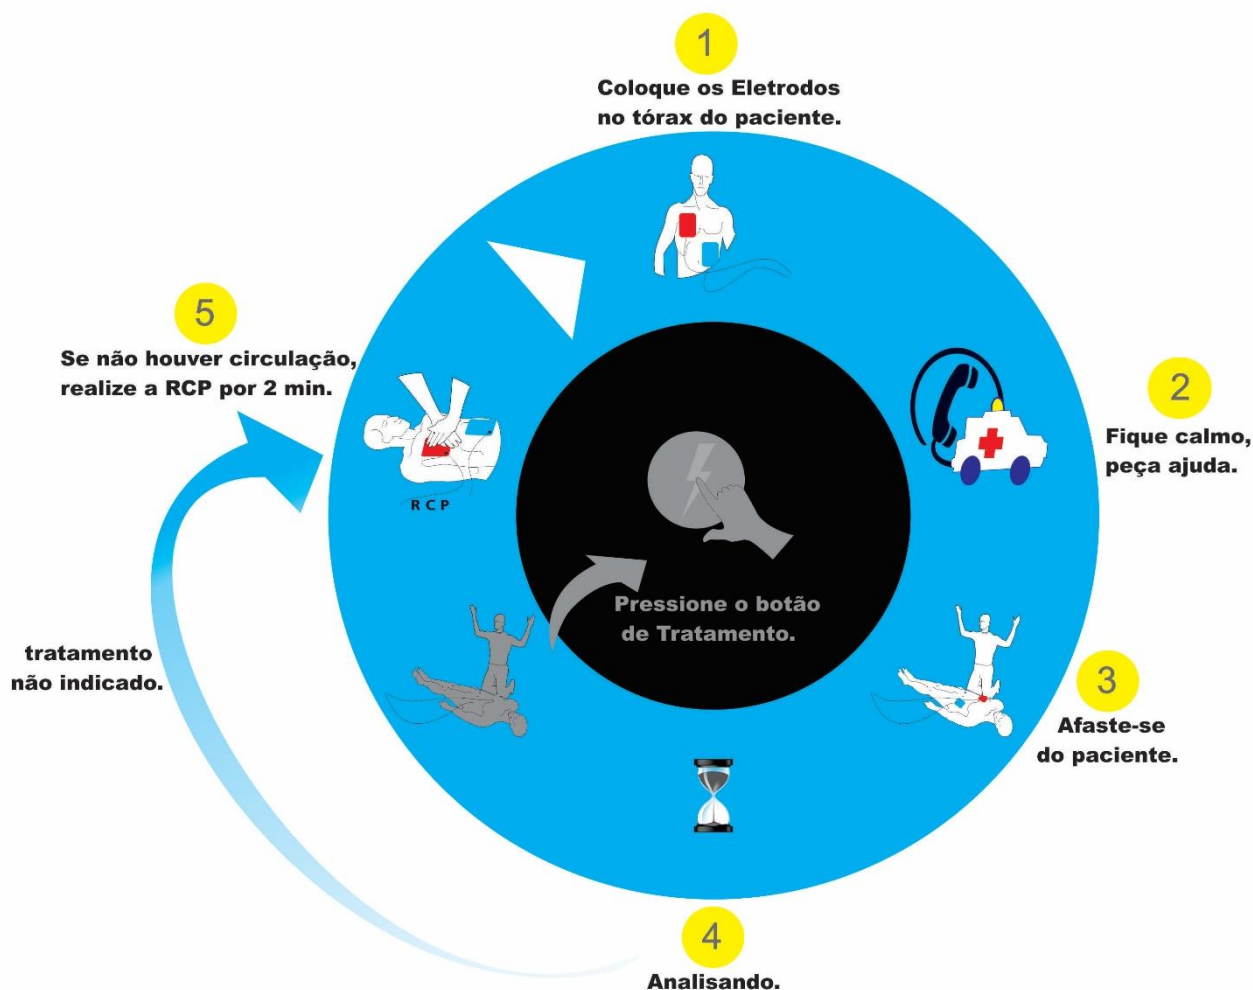 1
Coloque os Eletrodos
no tórax do paciente.
2
Fique calmo,
peça ajuda.
3
Afaste-se
do paciente.
4
Analisando.
tratamento
não indicado.
5
Se não houver circulação,
realize a RCP por 2 min.
RCP
Pressione o botão
de Tratamento.